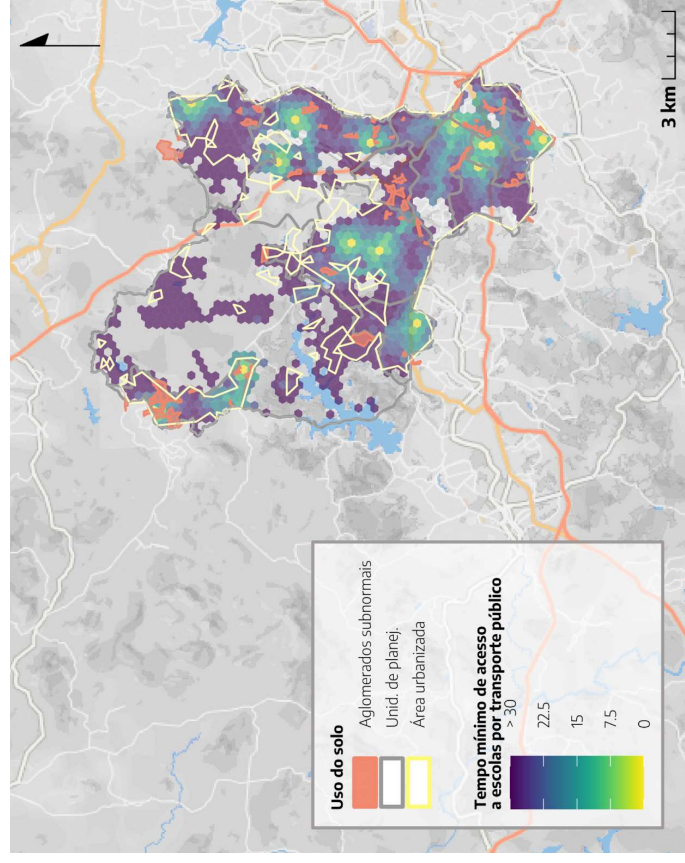 Uso do solo
Aglomerados subnormais
Unid. de planej.
Área urbanizada
Tempo mínimo de acesso
a escolas por transporte público
> 30
22.5
15
7.5
0
3 km